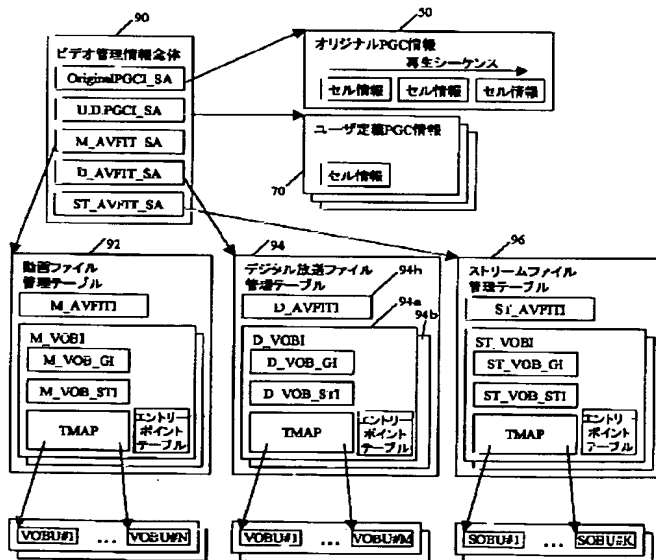 90
ビデオ管理情報全体
OriginalPGCI_SA
U.D.PGCI_SA
M_AVFIT_SA
D_AVFIT_SA
ST_AVFIT_SA
50
オリジナルPGC情報
再生シーケンス
セル情報
セル情報
セル情報
ユーザ定義PGC情報
セル情報
70
92
動画ファイル
管理テーブル
M_AVFITI
M_VOBI
M_VOB_GI
M_VOB_STI
TMAP
エントリー
ポイント
テーブル
VOBU#1
...
VOBU#N
94
デジタル放送ファイル
管理テーブル
94h
D_AVFITI
94a
94b
D_VOBI
D_VOB_GI
D_VOB_STI
TMAP
エントリー
ポイント
テーブル
VOBU#1
...
VOBU#M
96
ストリームファイル
管理テーブル
ST_AVFITI
ST_VOBI
ST_VOB_GI
ST_VOB_STI
TMAP
エントリー
ポイント
テーブル
SOBU#1
...
SOBU#K